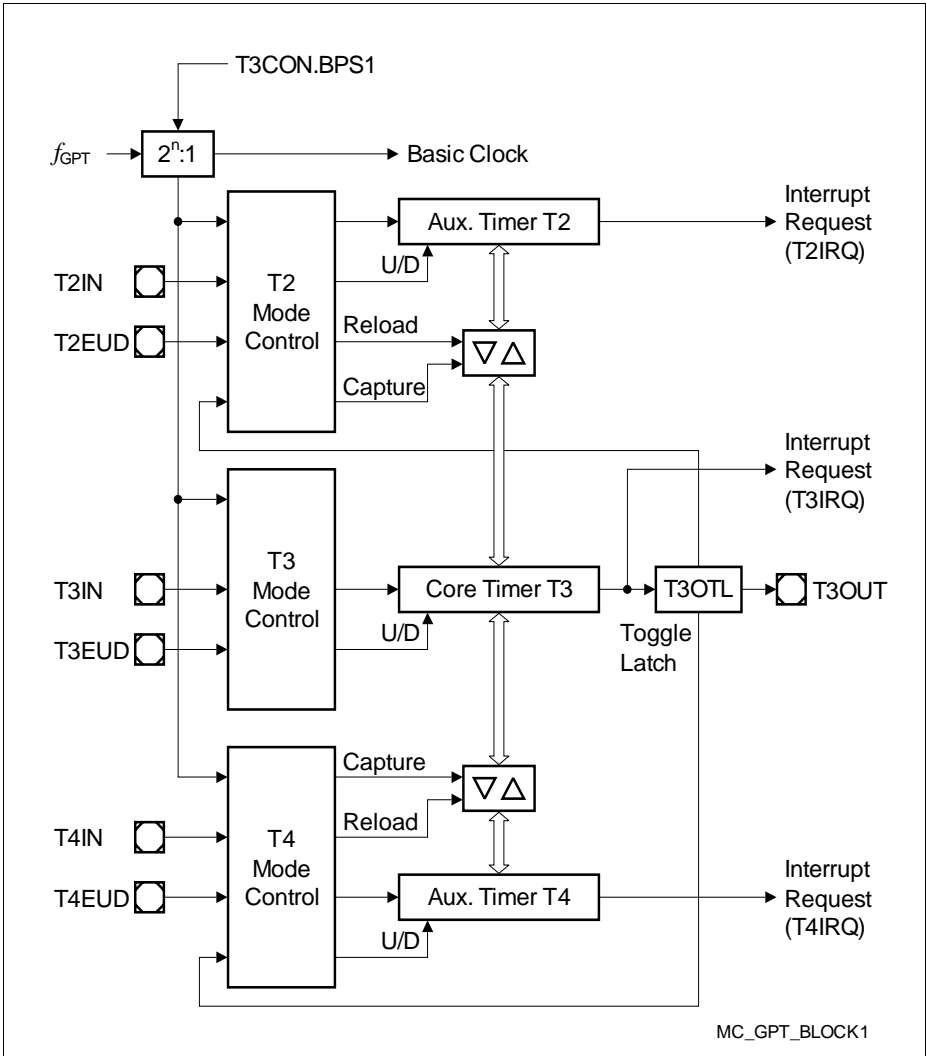 T3CON.BPS1
fGPT
2ⁿ:1
Basic Clock
Interrupt
Request
(T2IRQ)
Aux. Timer T2
U/D
T2IN
T2
Mode
Control
T2EUD
Reload
Capture
Interrupt
Request
(T3IRQ)
T3
Mode
Control
T3IN
Core Timer T3
T3OTL
T3OUT
T3EUD
U/D
Toggle
Latch
Capture
Reload
T4IN
T4
Mode
Control
T4EUD
Aux. Timer T4
U/D
Interrupt
Request
(T4IRQ)
MC_GPT_BLOCK1